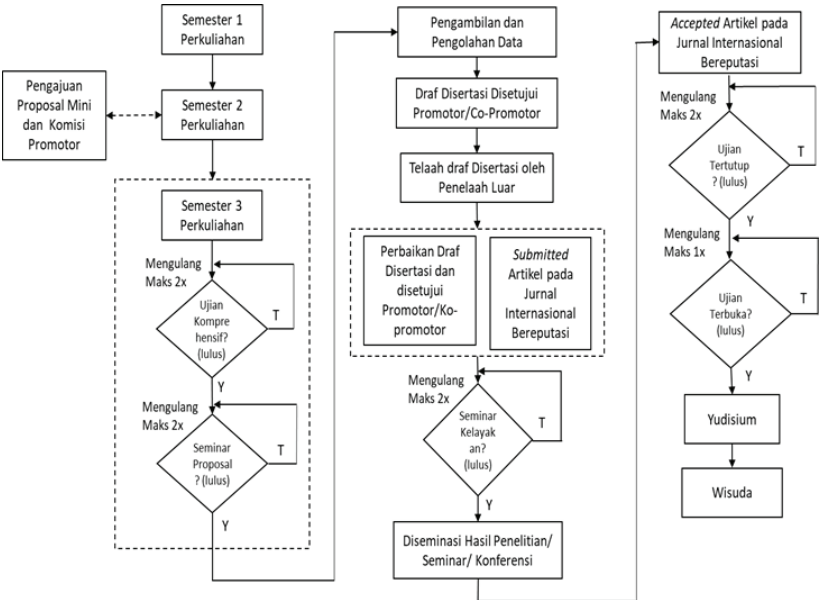 Semester 1
Perkuliahan
Pengajuan
Proposal Mini
dan Komisi
Promotor
Semester 2
Perkuliahan
Semester 3
Perkuliahan
Mengulang
Maks 2x
Ujian
Kompre
hensif?
(lulus)
T
Y
Mengulang
Maks 2x
Seminar
Proposal
? (lulus)
T
Y
Pengambilan dan
Pengolahan Data
Draf Disertasi Disetujui
Promotor/Co-Promotor
Telaah draf Disertasi oleh
Penelaah Luar
Perbaikan Draf
Disertasi dan
disetujui
Promotor/Ko-
promotor
Submitted
Artikel pada
Jurnal
Internasional
Bereputasi
Mengulang
Maks 2x
Seminar
Kelayak
an?
(lulus)
T
Y
Diseminasi Hasil Penelitian/
Seminar/ Konferensi
Accepted Artikel pada
Jurnal Internasional
Bereputasi
Mengulang
Maks 2x
Ujian
Tertutup
? (lulus)
T
Y
Mengulang
Maks 1x
Ujian
Terbuka?
(lulus)
T
Y
Yudisium
Wisuda